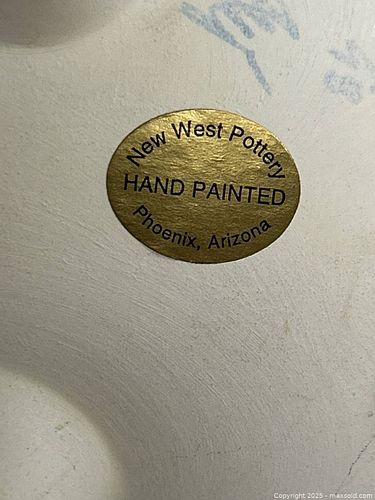 New West Pottery
HAND PAINTED
Phoenix, Arizona
Copyright 2025 - maxsold.com